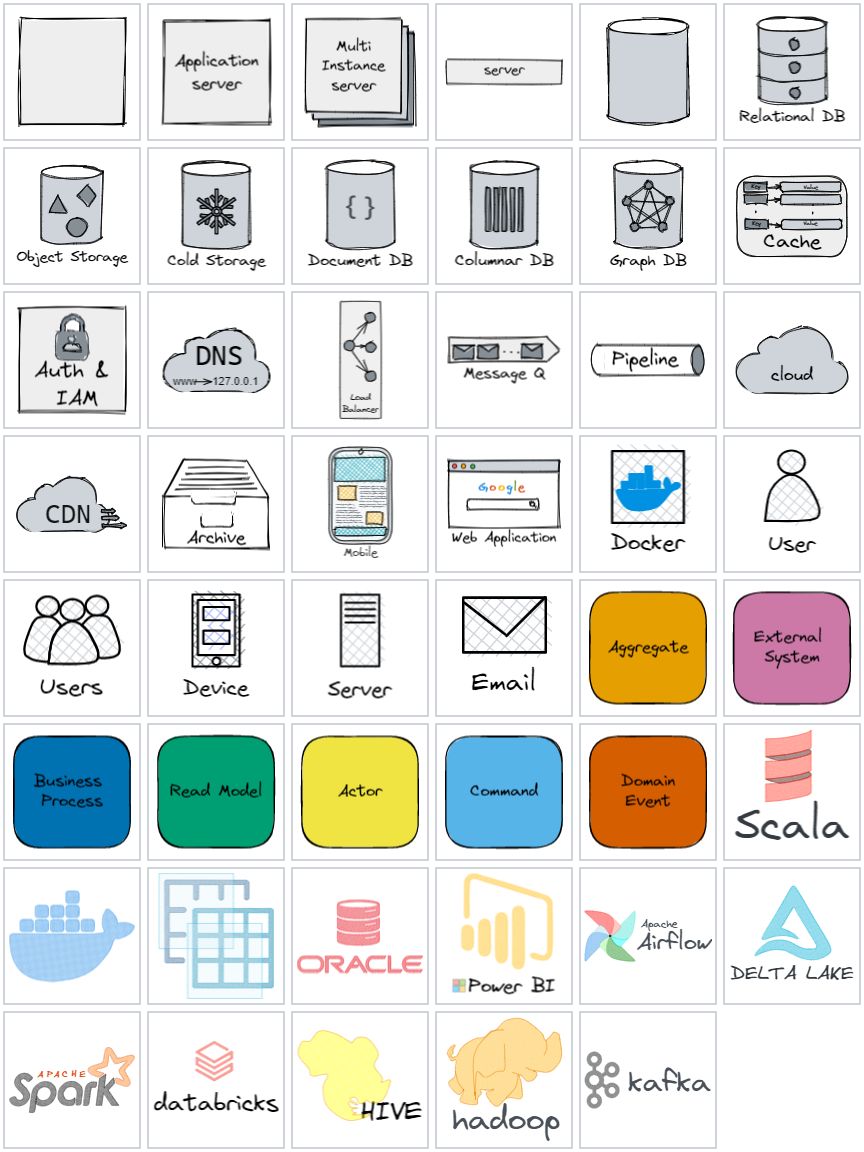 Application
server
Multi
Instance
server
server
Relational DB
Object Storage
Cold Storage
{ }
Document DB
Columnar DB
Graph DB
Key
Value
Key
Value
Cache
Auth &
IAM
DNS
www→127.0.0.1
Load
Balancer
...
Message Q
Pipeline
cloud
CDN
Archive
Mobile
Google
Web Application
Docker
User
Users
Device
Server
Email
Aggregate
External
System
Business
Process
Read Model
Actor
Command
Domain
Event
Scala
ORACLE
Power BI
Apache
Airflow
DELTA LAKE
APACHE
Spark
databricks
HIVE
hadoop
kafka